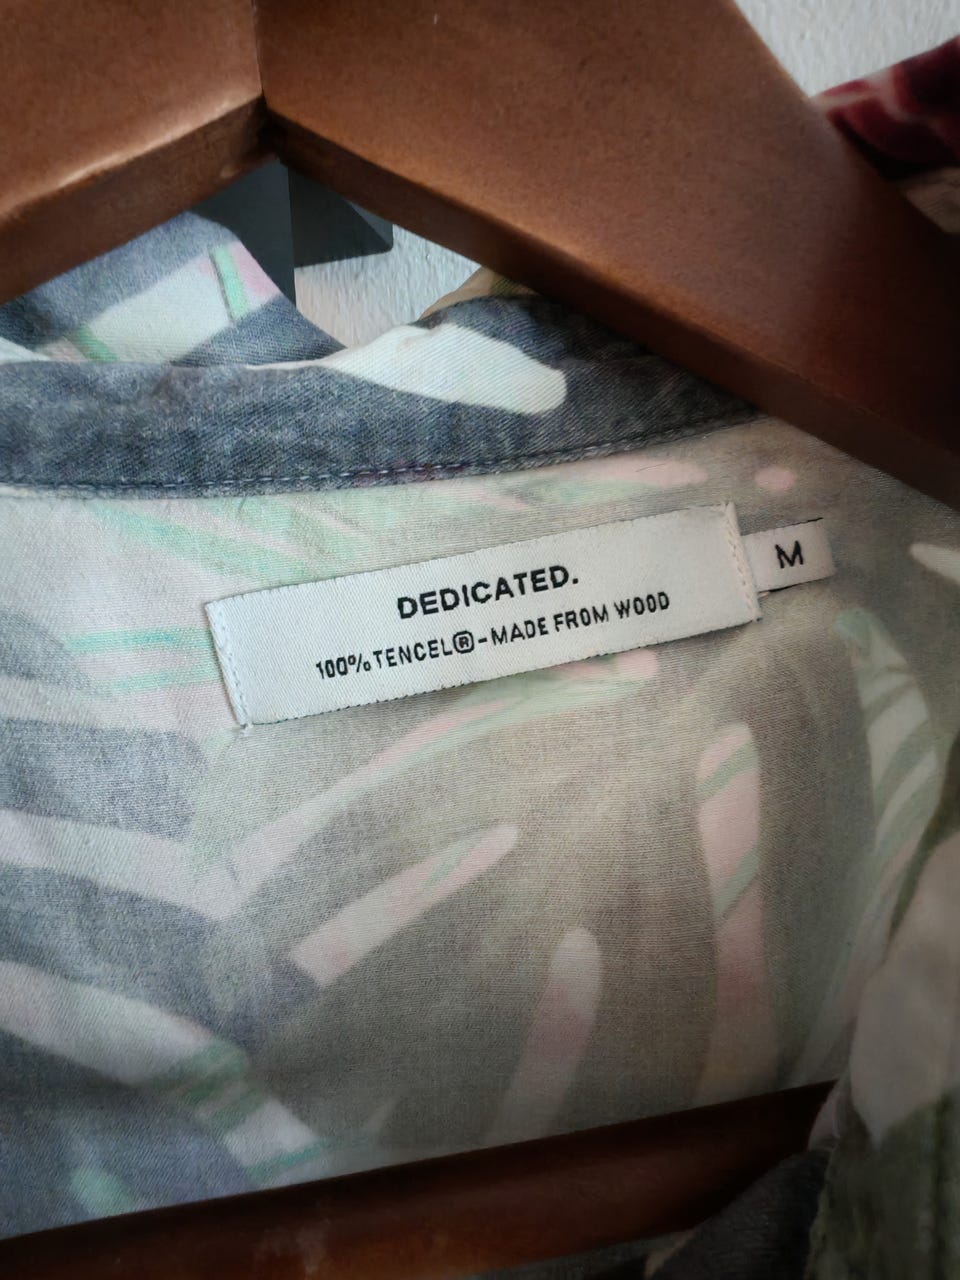 DEDICATED.
100% TENCEL® - MADE FROM WOOD
M